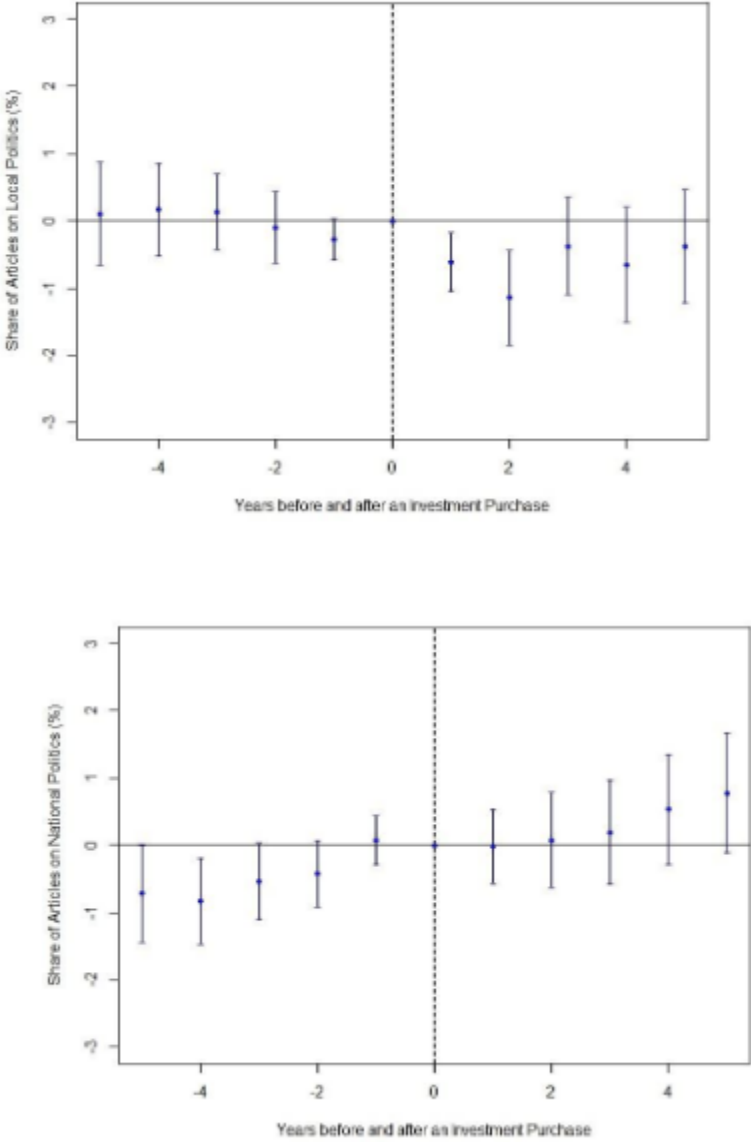 3
2
1
0
-1
-2
-3
Share of Articles on Local Politics (%)
-4 -2 0 2 4
Years before and after an Investment Purchase
3
2
1
0
-1
-2
-3
Share of Articles on National Politics (%)
-4 -2 0 2 4
Years before and after an Investment Purchase